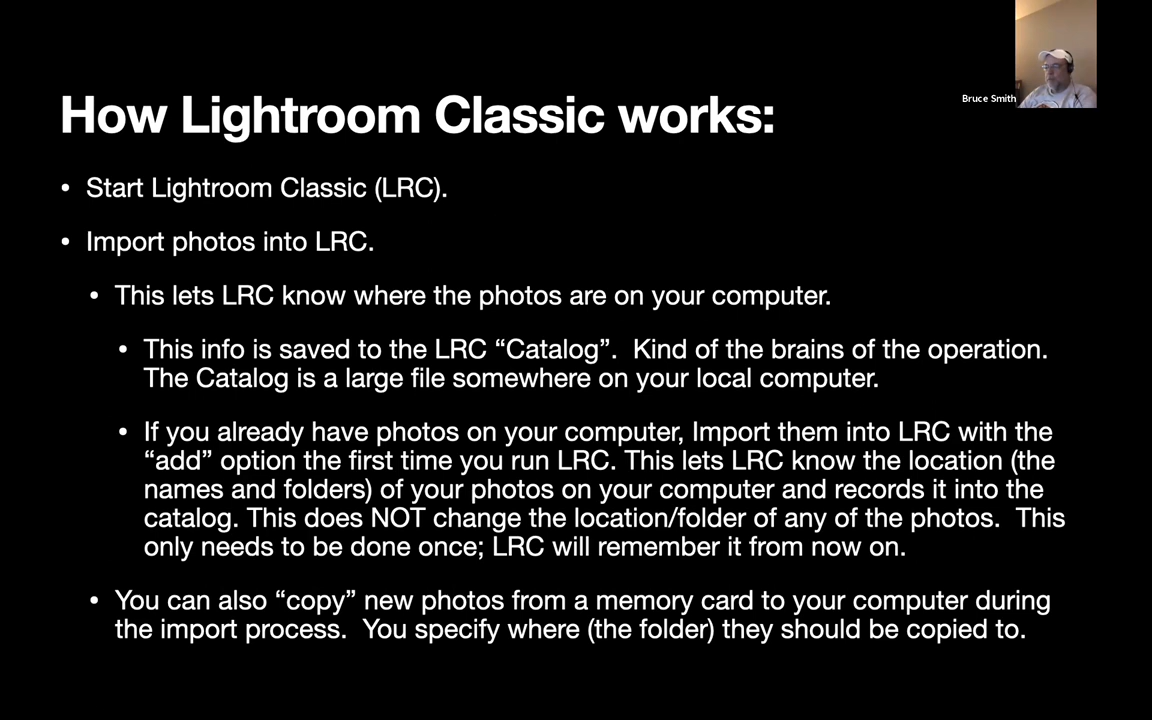 Bruce Smith
How Lightroom Classic works:
• Start Lightroom Classic (LRC).
• Import photos into LRC.
• This lets LRC know where the photos are on your computer.
• This info is saved to the LRC “Catalog”.  Kind of the brains of the operation.
The Catalog is a large file somewhere on your local computer.
• If you already have photos on your computer, Import them into LRC with the
“add” option the first time you run LRC. This lets LRC know the location (the
names and folders) of your photos on your computer and records it into the
catalog. This does NOT change the location/folder of any of the photos.  This
only needs to be done once; LRC will remember it from now on.
• You can also “copy” new photos from a memory card to your computer during
the import process.  You specify where (the folder) they should be copied to.